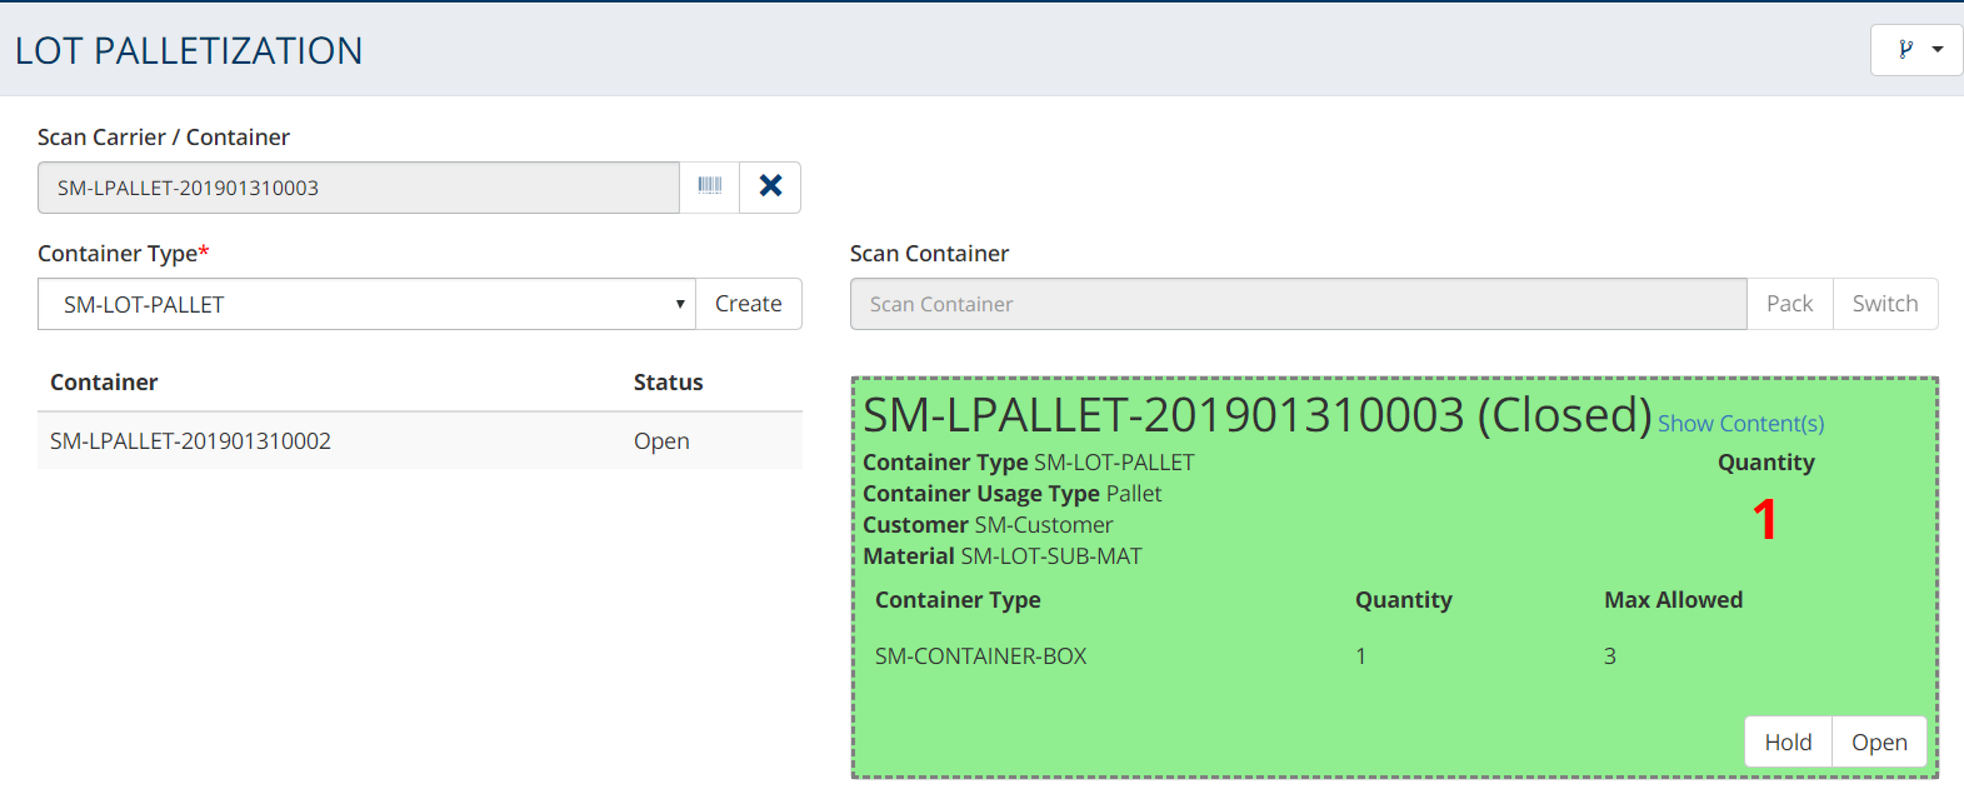 LOT PALLETIZATION
Scan Carrier / Container
SM-LPALLET-201901310003
Container Type*
SM-LOT-PALLET
Create
Scan Container
Scan Container
Pack
Switch
Container Status
SM-LPALLET-201901310002 Open
SM-LPALLET-201901310003 (Closed) Show Content(s)
Container Type SM-LOT-PALLET
Quantity
Container Usage Type Pallet
1
Customer SM-Customer
Material SM-LOT-SUB-MAT
Container Type Quantity Max Allowed
SM-CONTAINER-BOX 1 3
Hold Open